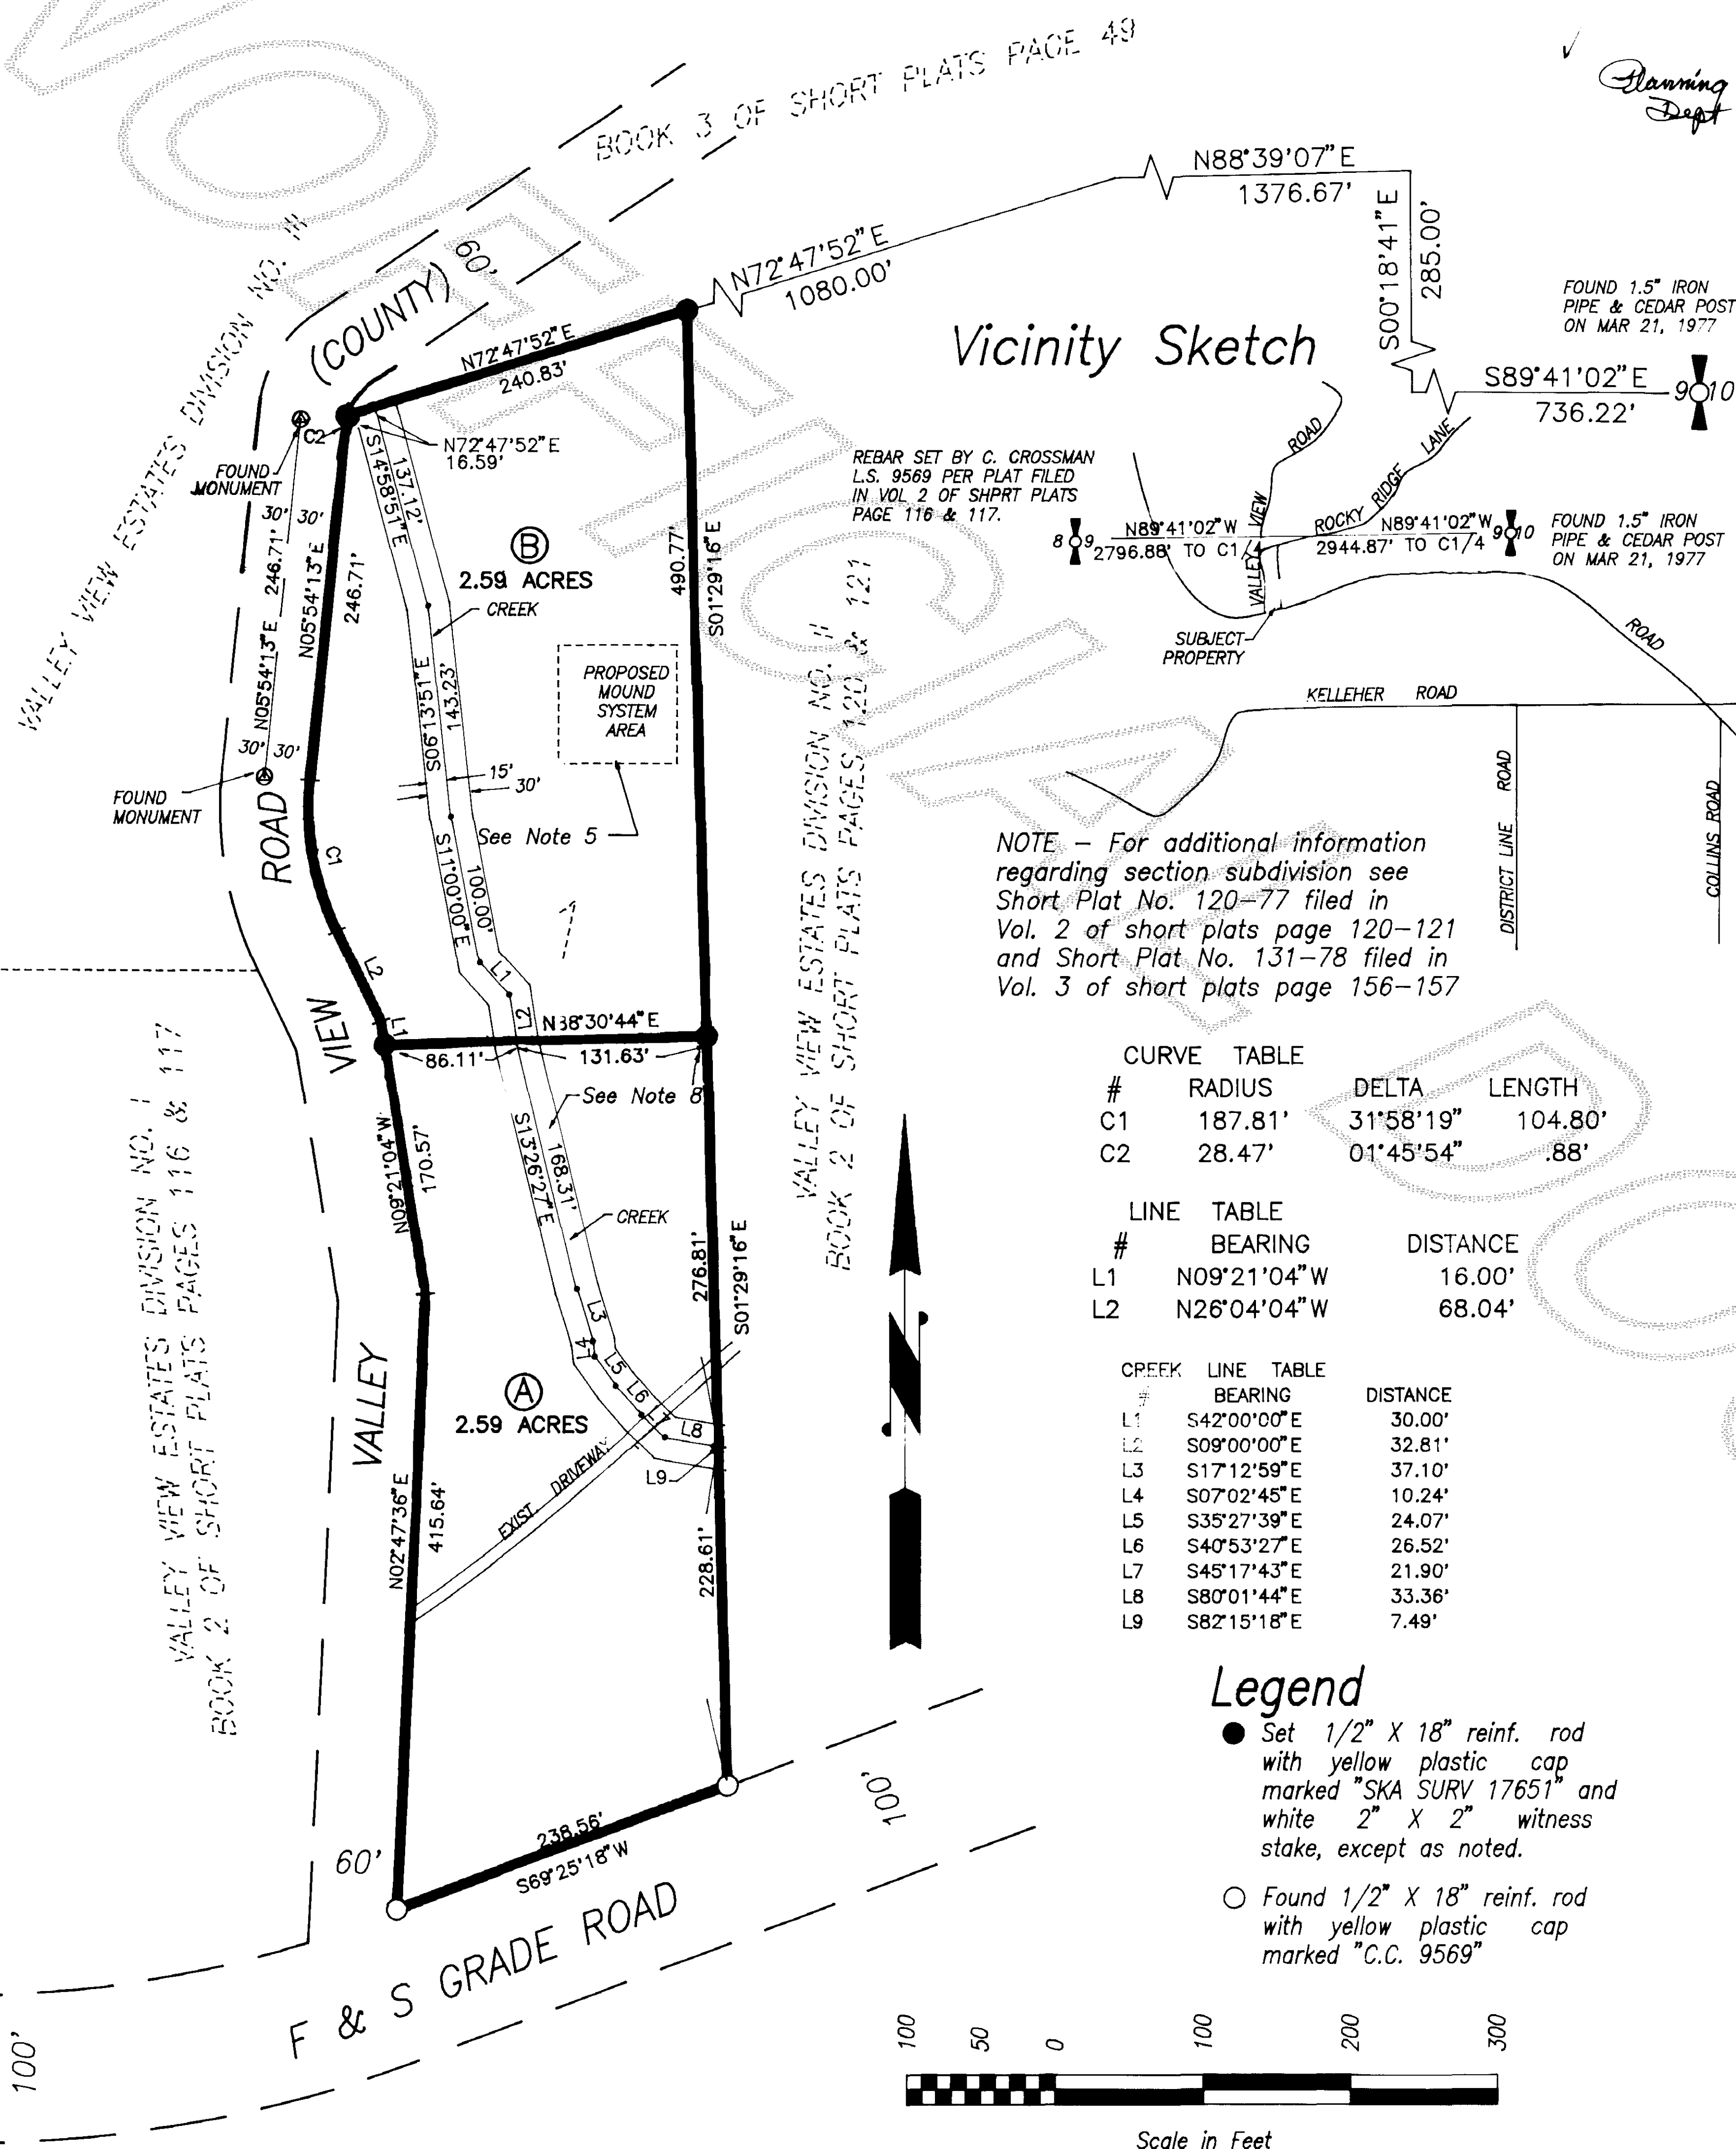 Planning
Dept
BOOK 3 OF SHORT PLATS PAGE 49
N88°39'07"E
1376.67'
S00°18'41"E
285.00'
N72°47'52"E
1080.00'
FOUND 1.5" IRON
PIPE & CEDAR POST
ON MAR 21, 1977
S89°41'02"E
736.22'
9 10
VALLEY VIEW ESTATES DIVISION NO.
(COUNTY)
60'
N72°47'52"E
240.83'
C2
N72°47'52"E
16.59'
FOUND
MONUMENT
30' 30'
N05°54'13"E 246.71'
N05°54'13"E
246.71'
30' 30'
FOUND
MONUMENT
S14°58'51"E
137.12'
B
2.59 ACRES
CREEK
490.77'
S01°29'16"E
PROPOSED
MOUND
SYSTEM
AREA
S06°13'51"E
143.23'
15'
30'
See Note 5
S11°00'00"E
100.00'
C1
L2
L1
L1
L2
N88°30'44"E
86.11'
131.63'
See Note 8
ROAD
VIEW
VALLEY
N09°21'04"W
170.57'
S13°26'27"E
168.31'
CREEK
276.81'
S01°29'16"E
L3
L4
L5
L6
L7
L8
L9
A
2.59 ACRES
EXIST. DRIVEWAY
N02°47'36"E
415.64'
228.61'
238.56'
S69°25'18"W
60'
100'
F & S GRADE ROAD
100'
VALLEY VIEW ESTATES DIVISION NO. I
BOOK 2 OF SHORT PLATS PAGES 116 & 117
VALLEY VIEW ESTATES DIVISION NO. II
BOOK 2 OF SHORT PLATS PAGES 120 & 121
Vicinity Sketch
REBAR SET BY C. CROSSMAN
L.S. 9569 PER PLAT FILED
IN VOL 2 OF SHPRT PLATS
PAGE 116 & 117.
8 9
N89°41'02"W
2796.88' TO C1/4
VALLEY VIEW ROAD
ROCKY RIDGE LANE
N89°41'02"W
2944.87' TO C1/4
9 10
FOUND 1.5" IRON
PIPE & CEDAR POST
ON MAR 21, 1977
SUBJECT
PROPERTY
ROAD
KELLEHER ROAD
DISTRICT LINE ROAD
COLLINS ROAD
NOTE – For additional information
regarding section subdivision see
Short Plat No. 120–77 filed in
Vol. 2 of short plats page 120–121
and Short Plat No. 131–78 filed in
Vol. 3 of short plats page 156–157
CURVE TABLE
# RADIUS DELTA LENGTH
C1 187.81' 31°58'19" 104.80'
C2 28.47' 01°45'54" .88'
LINE TABLE
# BEARING DISTANCE
L1 N09°21'04"W 16.00'
L2 N26°04'04"W 68.04'
CREEK LINE TABLE
# BEARING DISTANCE
L1 S42°00'00"E 30.00'
L2 S09°00'00"E 32.81'
L3 S17°12'59"E 37.10'
L4 S07°02'45"E 10.24'
L5 S35°27'39"E 24.07'
L6 S40°53'27"E 26.52'
L7 S45°17'43"E 21.90'
L8 S80°01'44"E 33.36'
L9 S82°15'18"E 7.49'
Legend
Set 1/2" X 18" reinf. rod
with yellow plastic cap
marked "SKA SURV 17651" and
white 2" X 2" witness
stake, except as noted.
Found 1/2" X 18" reinf. rod
with yellow plastic cap
marked "C.C. 9569"
100 50 0 100 200 300
Scale in Feet